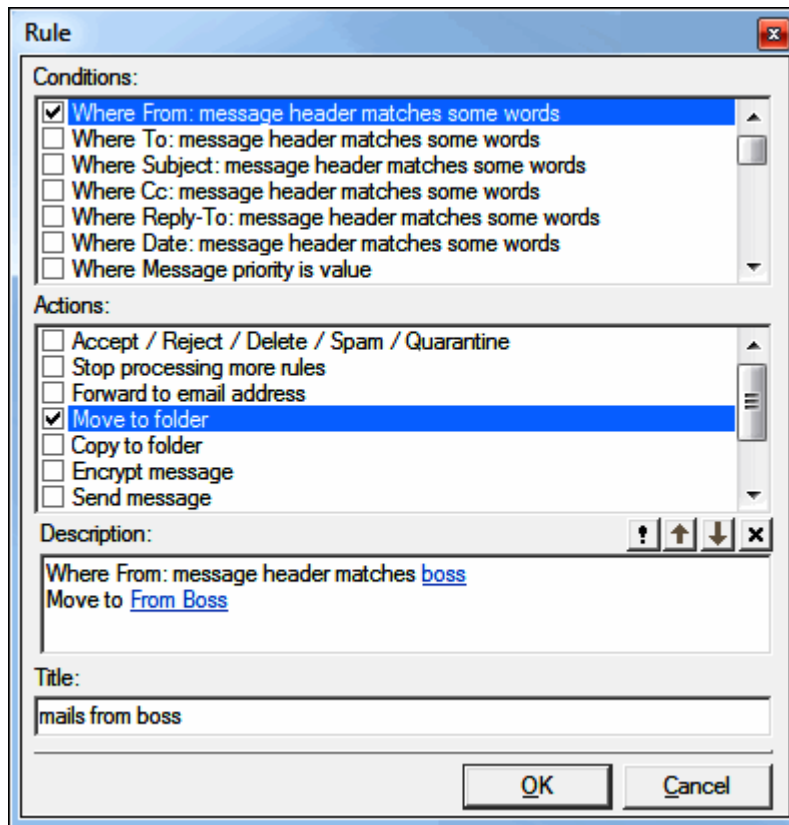 Rule
Conditions:
Where From: message header matches some words
Where To: message header matches some words
Where Subject: message header matches some words
Where Cc: message header matches some words
Where Reply-To: message header matches some words
Where Date: message header matches some words
Where Message priority is value
Actions:
Accept / Reject / Delete / Spam / Quarantine
Stop processing more rules
Forward to email address
Move to folder
Copy to folder
Encrypt message
Send message
Description:
Where From: message header matches boss
Move to From Boss
Title:
mails from boss
OK Cancel